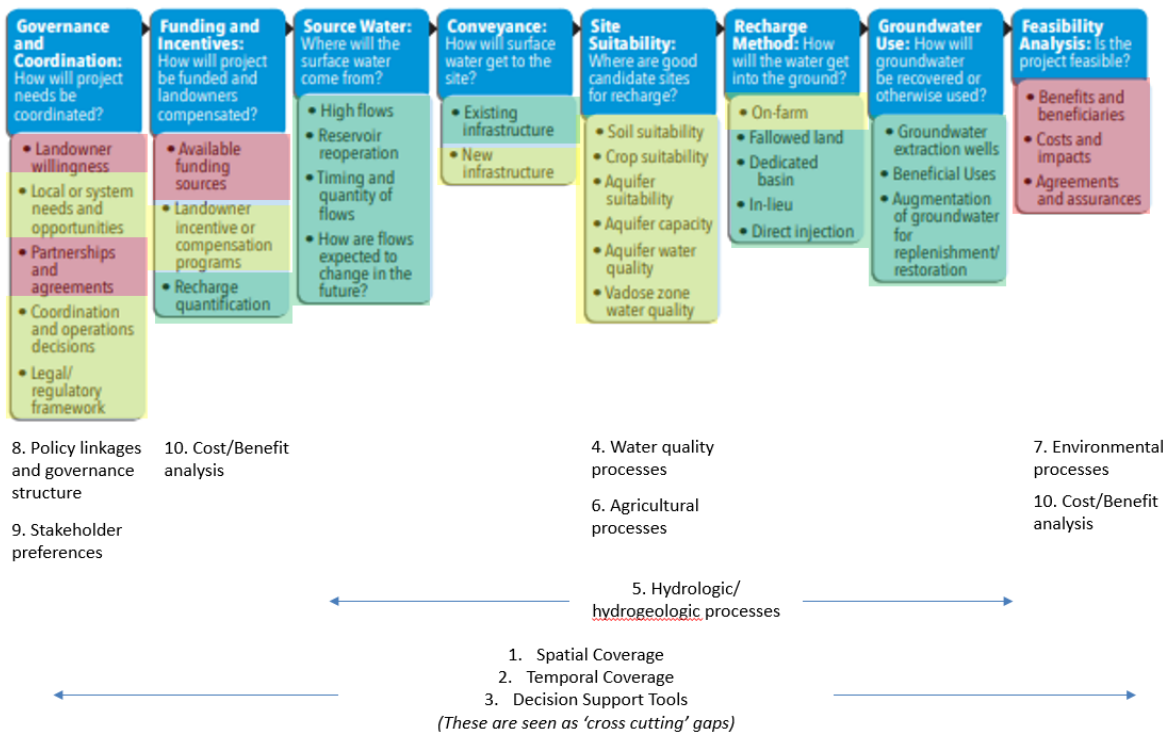 Governance
and
Coordination:
How will project
needs be
coordinated?
• Landowner
willingness
• Local or system
needs and
opportunities
• Partnerships
and
agreements
• Coordination
and operations
decisions
• Legal/
regulatory
framework
Funding and
Incentives:
How will project
be funded and
landowners
compensated?
• Available
funding
sources
• Landowner
incentive or
compensation
programs
• Recharge
quantification
Source Water:
Where will the
surface water
come from?
• High flows
• Reservoir
reoperation
• Timing and
quantity of
flows
• How are flows
expected to
change in the
future?
Conveyance:
How will surface
water get to the
site?
• Existing
infrastructure
• New
infrastructure
Site
Suitability:
Where are good
candidate sites
for recharge?
• Soil suitability
• Crop suitability
• Aquifer
suitability
• Aquifer capacity
• Aquifer water
quality
• Vadose zone
water quality
Recharge
Method: How
will the water get
into the ground?
• On-farm
• Fallowed land
• Dedicated
basin
• In-lieu
• Direct injection
Groundwater
Use: How will
groundwater
be recovered or
otherwise used?
• Groundwater
extraction wells
• Beneficial Uses
• Augmentation
of groundwater
for
replenishment/
restoration
Feasibility
Analysis: Is the
project feasible?
• Benefits and
beneficiaries
• Costs and
impacts
• Agreements
and assurances
8. Policy linkages
and governance
structure
9. Stakeholder
preferences
10. Cost/Benefit
analysis
4. Water quality
processes
6. Agricultural
processes
7. Environmental
processes
10. Cost/Benefit
analysis
5. Hydrologic/
hydrogeologic processes
1. Spatial Coverage
2. Temporal Coverage
3. Decision Support Tools
(These are seen as ‘cross cutting’ gaps)